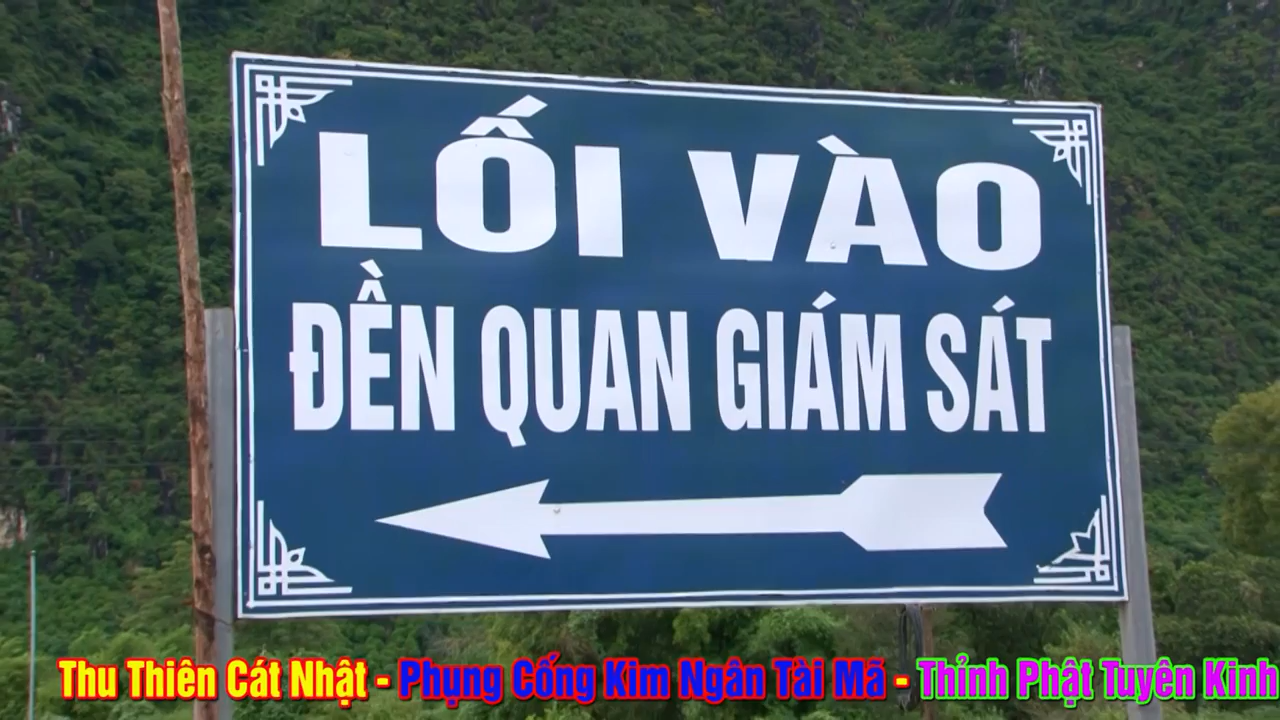 LỐI VÀO
ĐỀN QUAN GIÁM SÁT
Thu Thiên Cát Nhật - Phụng Cống Kim Ngân Tài Mã - Thỉnh Phật Tuyên Kinh